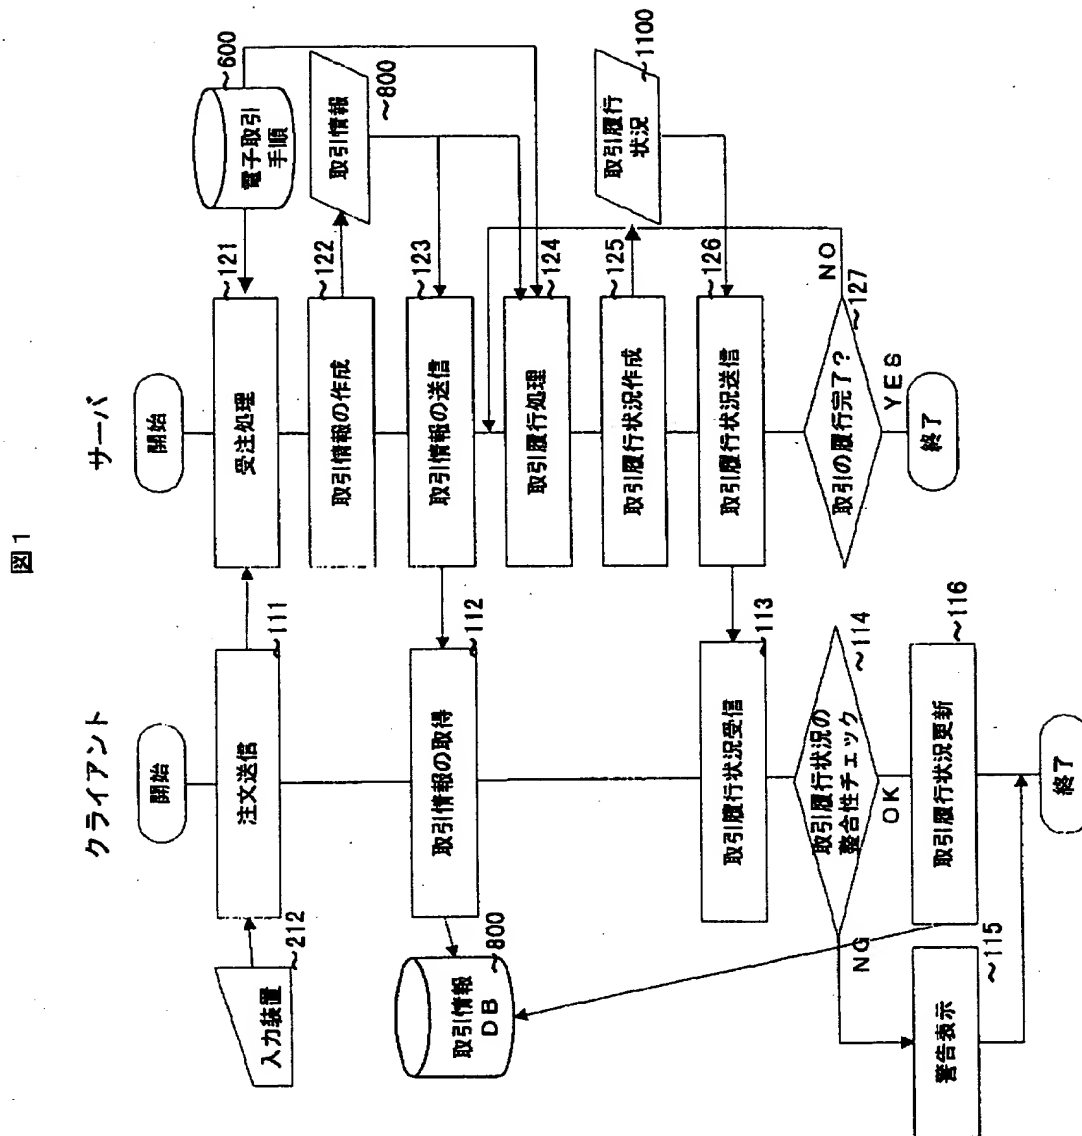 図1
クライアント
開始
入力装置
212
注文送信
111
取引情報の取得
112
取引情報
DB
800
取引履行状況受信
113
取引履行状況の
整合性チェック
114
NG
OK
警告表示
115
取引履行状況更新
116
終了
サーバ
開始
受注処理
121
電子取引
手順
600
取引情報の作成
122
取引情報
800
取引情報の送信
123
取引履行処理
124
取引履行状況作成
125
取引履行
状況
1100
取引履行状況送信
126
取引の履行完了?
127
NO
YES
終了